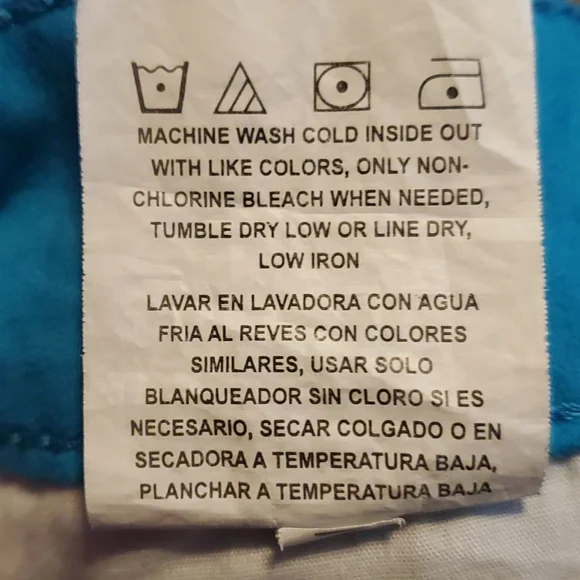 MACHINE WASH COLD INSIDE OUT
WITH LIKE COLORS, ONLY NON-
CHLORINE BLEACH WHEN NEEDED,
TUMBLE DRY LOW OR LINE DRY,
LOW IRON
LAVAR EN LAVADORA CON AGUA
FRIA AL REVES CON COLORES
SIMILARES, USAR SOLO
BLANQUEADOR SIN CLORO SI ES
NECESARIO, SECAR COLGADO O EN
SECADORA A TEMPERATURA BAJA,
PLANCHAR A TEMPERATURA BAJA